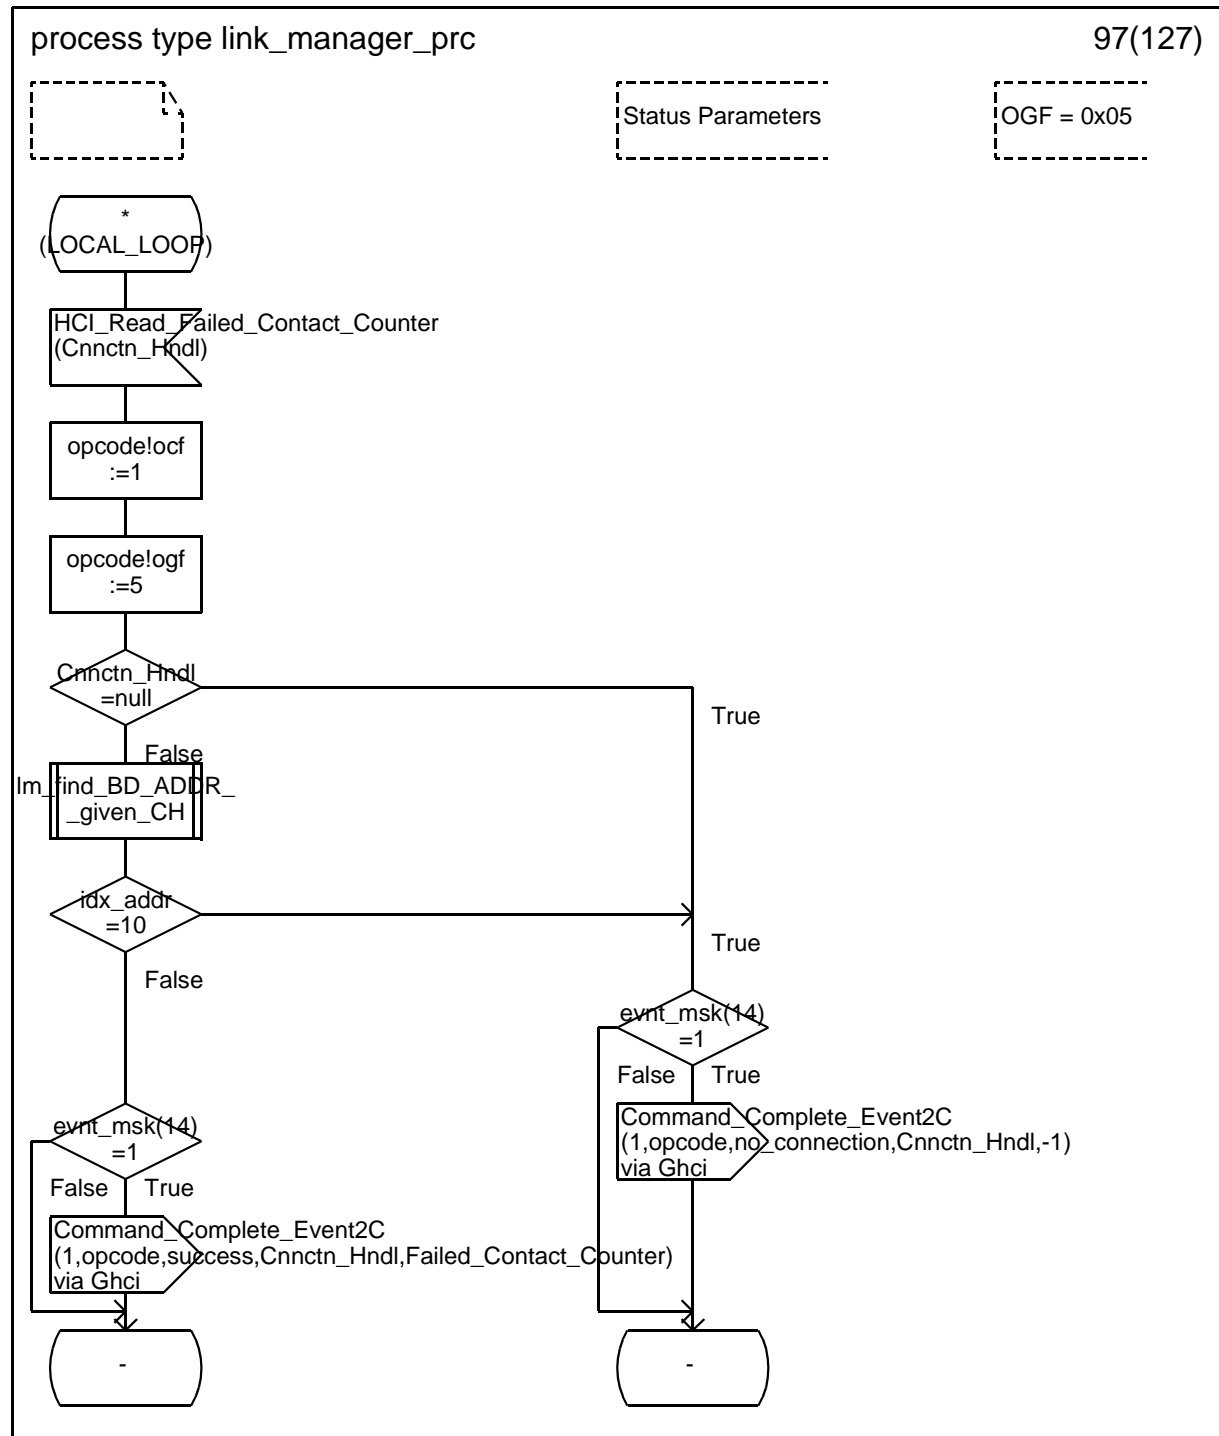 process type link_manager_prc
97(127)
Status Parameters
OGF = 0x05
*
(LOCAL_LOOP)
HCI_Read_Failed_Contact_Counter
(Cnnctn_Hndl)
opcode!ocf
:=1
opcode!ogf
:=5
Cnnctn_Hndl
=null
True
False
lm_find_BD_ADDR_
_given_CH
idx_addr
=10
True
False
evnt_msk(14)
=1
False
True
Command_Complete_Event2C
(1,opcode,no_connection,Cnnctn_Hndl,-1)
via Ghci
evnt_msk(14)
=1
False
True
Command_Complete_Event2C
(1,opcode,success,Cnnctn_Hndl,Failed_Contact_Counter)
via Ghci
-
-